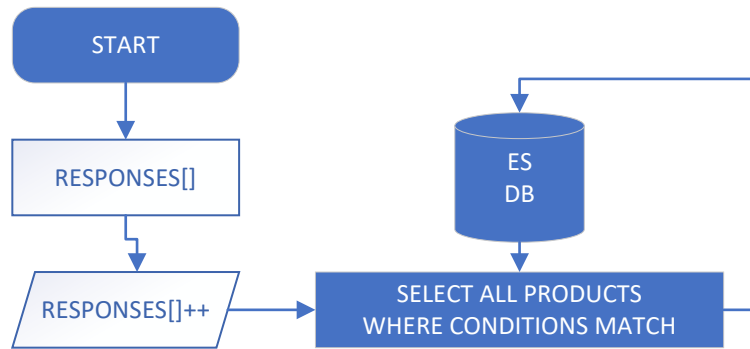 START
RESPONSES[]
RESPONSES[]++
ES
DB
SELECT ALL PRODUCTS
WHERE CONDITIONS MATCH